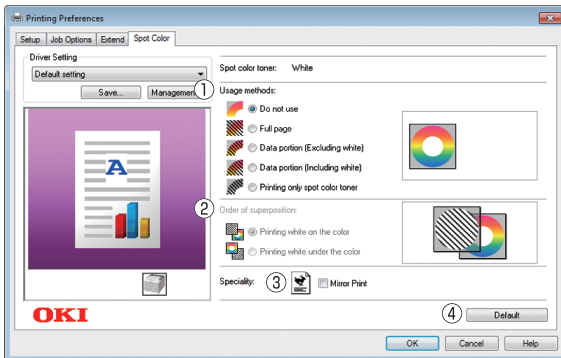 Printing Preferences
Setup Job Options Extend Spot Color
Driver Setting
Default setting
Save... Management
Spot color toner: White
① Usage methods:
Do not use
Full page
Data portion (Excluding white)
Data portion (Including white)
Printing only spot color toner
② Order of superposition:
Printing white on the color
Printing white under the color
Speciality: ③ Mirror Print
A
OKI
④ Default
OK Cancel Help